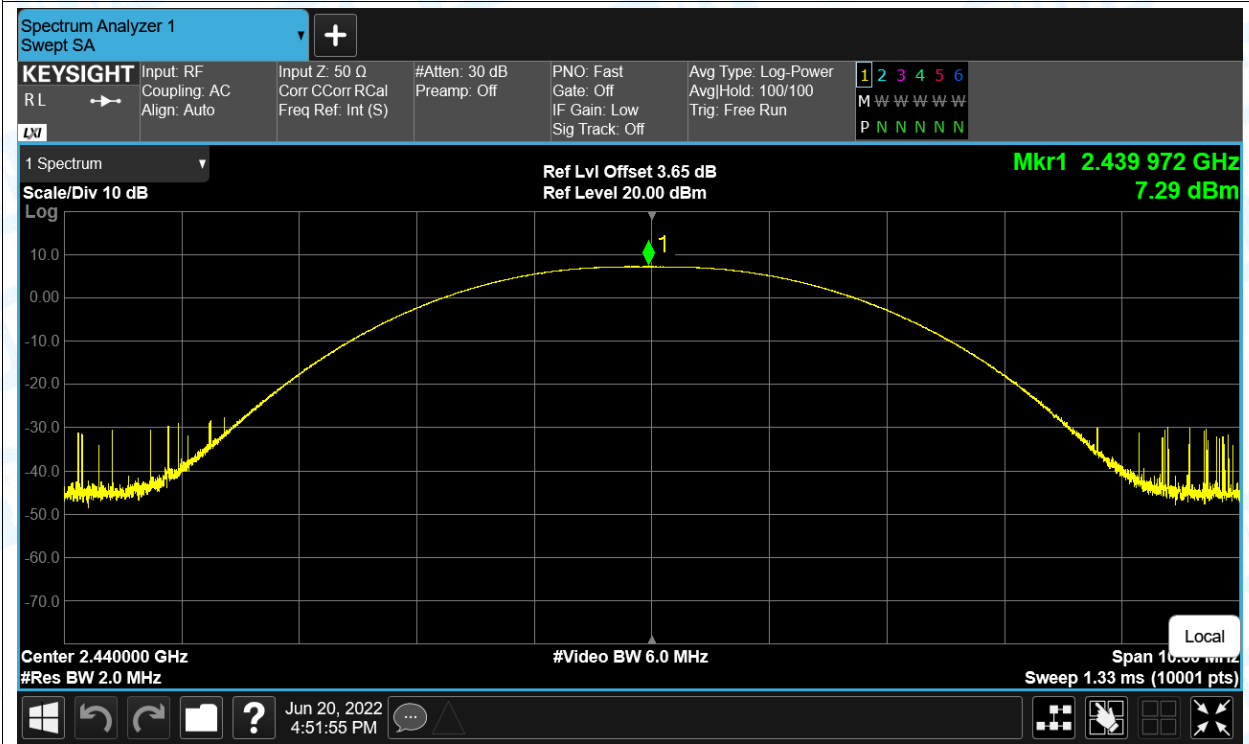 Spectrum Analyzer 1
Swept SA
KEYSIGHT
R L
LXI
Input: RF
Coupling: AC
Align: Auto
Input Z: 50 Ω
Corr CCorr RCal
Freq Ref: Int (S)
#Atten: 30 dB
Preamp: Off
PNO: Fast
Gate: Off
IF Gain: Low
Sig Track: Off
Avg Type: Log-Power
Avg|Hold: 100/100
Trig: Free Run
1 2 3 4 5 6
M W W W W W
P N N N N N
1 Spectrum
Scale/Div 10 dB
Log
Ref Lvl Offset 3.65 dB
Ref Level 20.00 dBm
Mkr1 2.439 972 GHz
7.29 dBm
1
10.0
0.00
-10.0
-20.0
-30.0
-40.0
-50.0
-60.0
-70.0
Local
Center 2.440000 GHz
#Video BW 6.0 MHz
Span 10.00 MHz
#Res BW 2.0 MHz
Sweep 1.33 ms (10001 pts)
?
Jun 20, 2022
4:51:55 PM